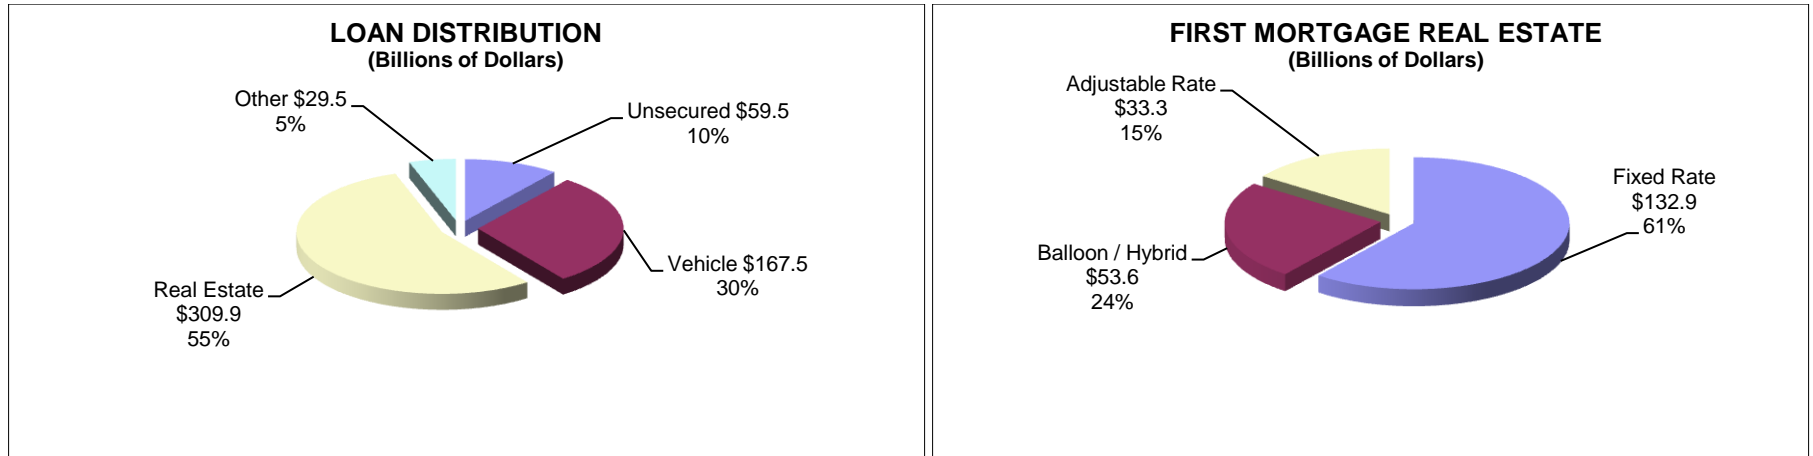 LOAN DISTRIBUTION
(Billions of Dollars)
Other $29.5
5%
Unsecured $59.5
10%
Vehicle $167.5
30%
Real Estate
$309.9
55%
FIRST MORTGAGE REAL ESTATE
(Billions of Dollars)
Adjustable Rate
$33.3
15%
Fixed Rate
$132.9
61%
Balloon / Hybrid
$53.6
24%